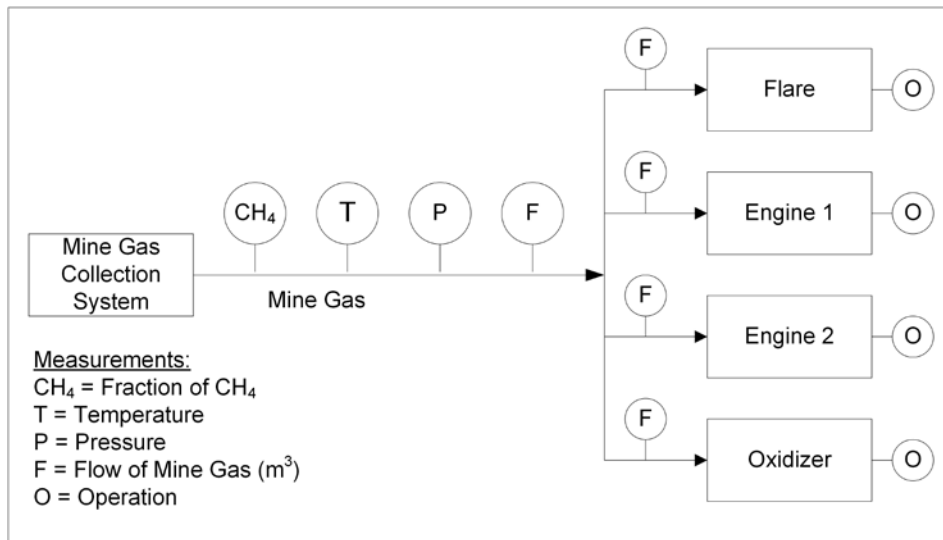 F
Flare
O
F
Engine 1
O
CH₄
T
P
F
Mine Gas
Collection
System
Mine Gas
F
Engine 2
O
F
Oxidizer
O
Measurements:
CH₄ = Fraction of CH₄
T = Temperature
P = Pressure
F = Flow of Mine Gas (m³)
O = Operation